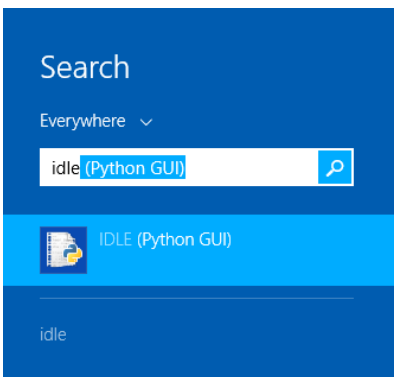 Search
Everywhere
idle (Python GUI)
IDLE (Python GUI)
idle